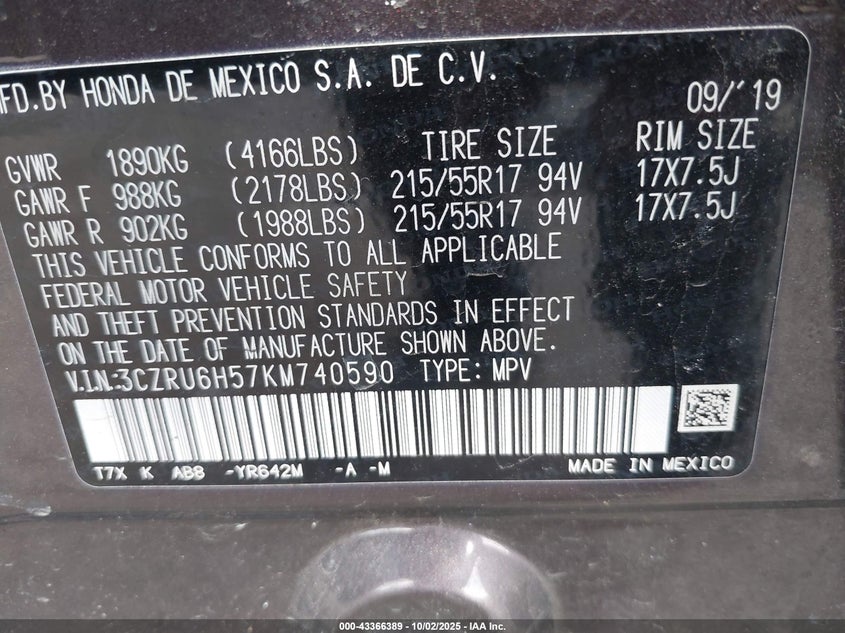 MFD.BY HONDA DE MEXICO S.A. DE C.V.
09/'19
GVWR 1890KG (4166LBS) TIRE SIZE RIM SIZE
GAWR F 988KG (2178LBS) 215/55R17 94V 17X7.5J
GAWR R 902KG (1988LBS) 215/55R17 94V 17X7.5J
THIS VEHICLE CONFORMS TO ALL APPLICABLE
FEDERAL MOTOR VEHICLE SAFETY
AND THEFT PREVENTION STANDARDS IN EFFECT
ON THE DATE OF MANUFACTURE SHOWN ABOVE.
V.I.N.:3CZRU6H57KM740590 TYPE: MPV
T7X K ABB -YR642M -A -M MADE IN MEXICO
000-43366389 - 10/02/2025 - IAA Inc.